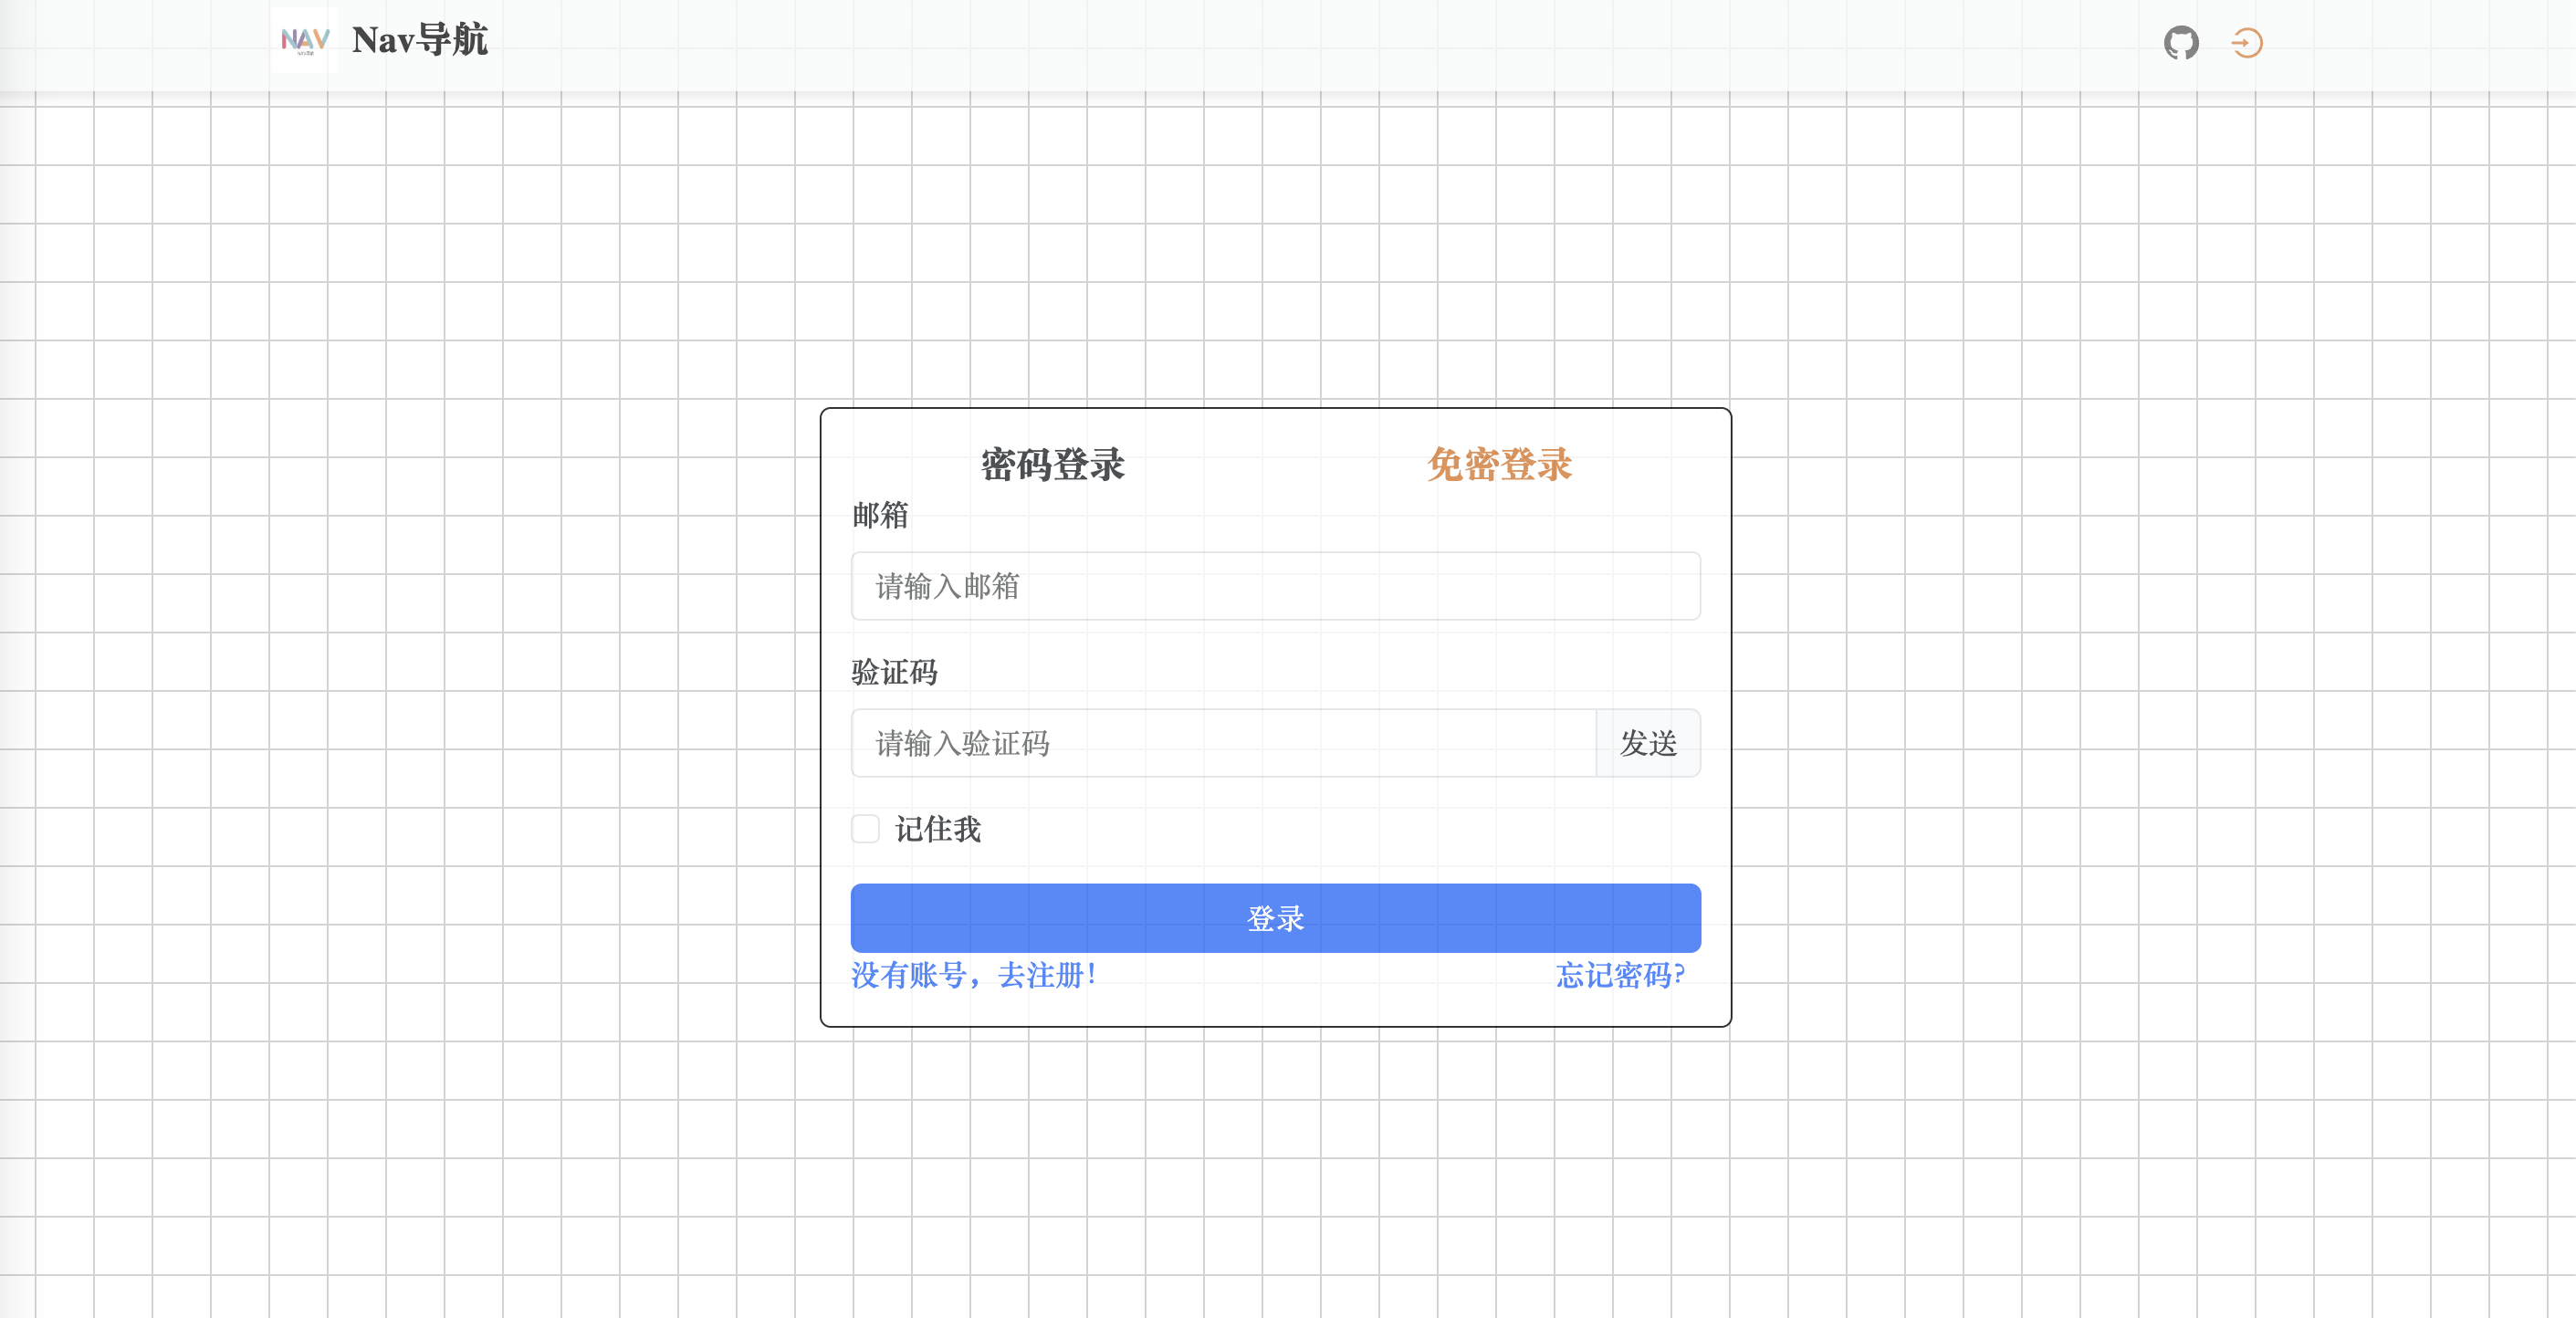 NAV
Nav导航
密码登录 免密登录
邮箱
请输入邮箱
验证码
请输入验证码 发送
记住我
登录
没有账号，去注册！ 忘记密码?